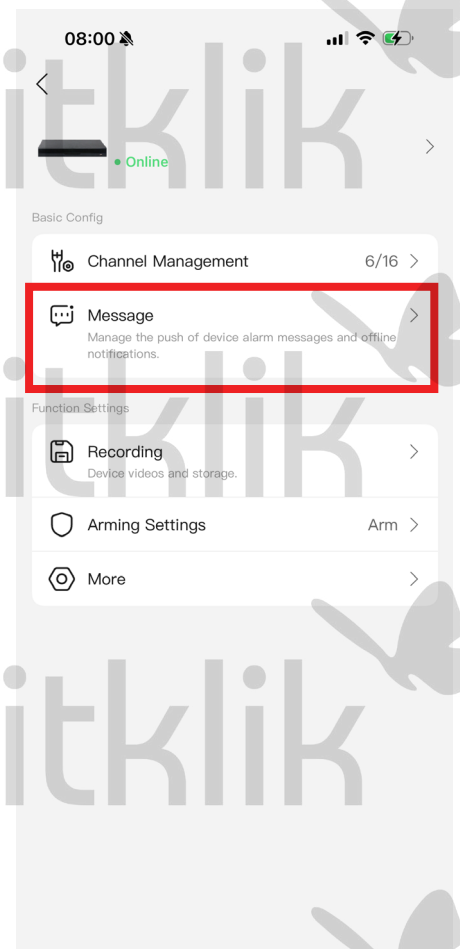 08:00
Online
Basic Config
Channel Management 6/16
Message
Manage the push of device alarm messages and offline
notifications.
Function Settings
Recording
Device videos and storage.
Arming Settings Arm
More
itklik
itklik
itklik